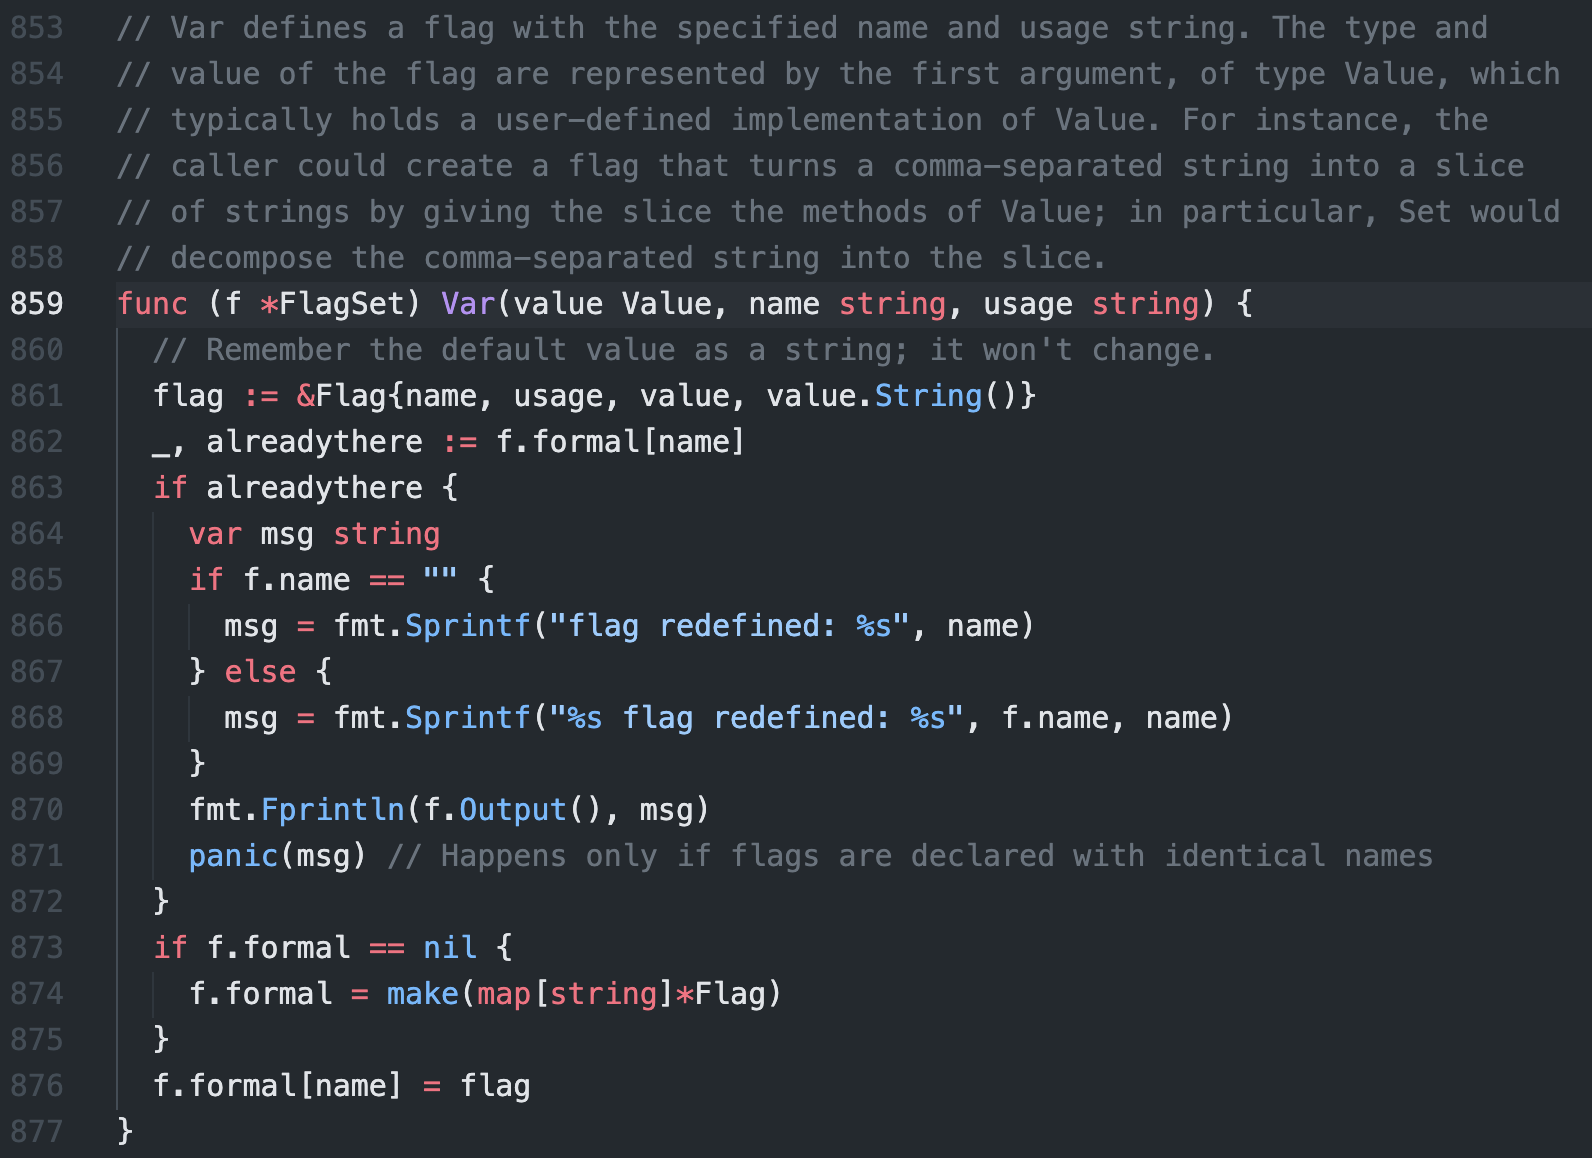 853 // Var defines a flag with the specified name and usage string. The type and
854 // value of the flag are represented by the first argument, of type Value, which
855 // typically holds a user-defined implementation of Value. For instance, the
856 // caller could create a flag that turns a comma-separated string into a slice
857 // of strings by giving the slice the methods of Value; in particular, Set would
858 // decompose the comma-separated string into the slice.
859 func (f *FlagSet) Var(value Value, name string, usage string) {
860   // Remember the default value as a string; it won't change.
861   flag := &Flag{name, usage, value, value.String()}
862   _, alreadythere := f.formal[name]
863   if alreadythere {
864     var msg string
865     if f.name == "" {
866       msg = fmt.Sprintf("flag redefined: %s", name)
867     } else {
868       msg = fmt.Sprintf("%s flag redefined: %s", f.name, name)
869     }
870     fmt.Fprintln(f.Output(), msg)
871     panic(msg) // Happens only if flags are declared with identical names
872   }
873   if f.formal == nil {
874     f.formal = make(map[string]*Flag)
875   }
876   f.formal[name] = flag
877 }